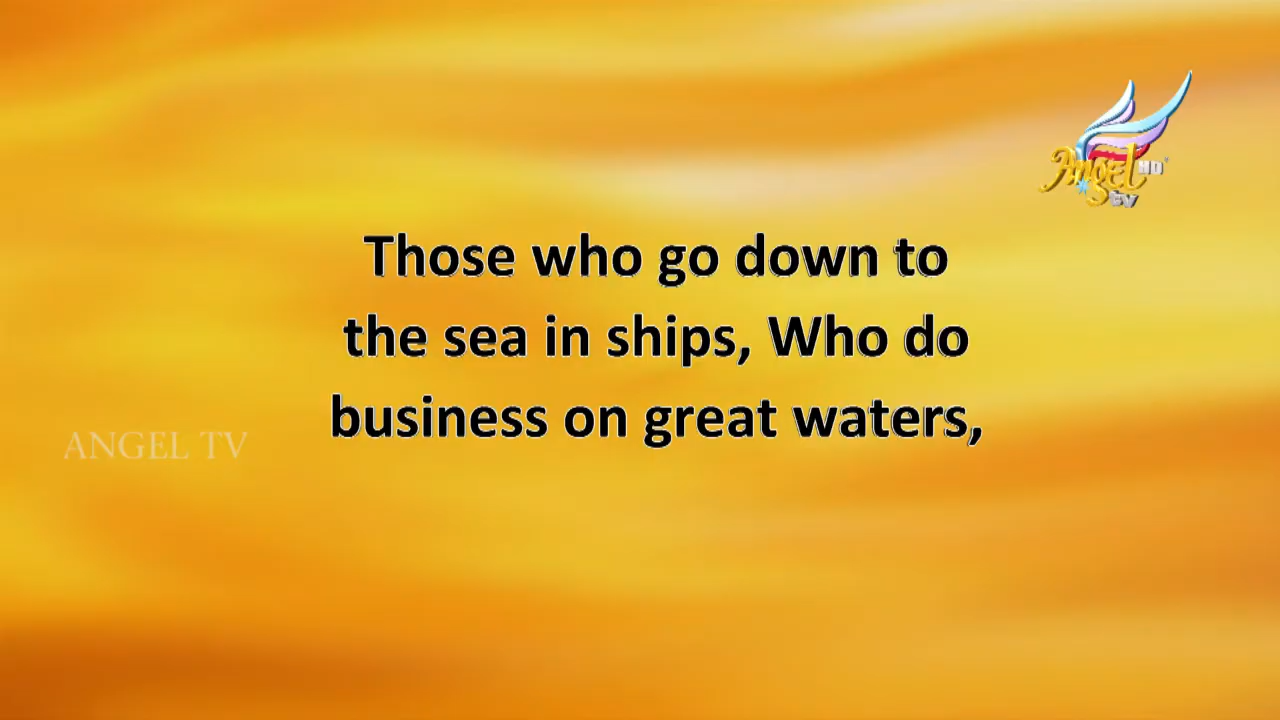 Angel HD
tv
Those who go down to
the sea in ships, Who do
business on great waters,
ANGEL TV